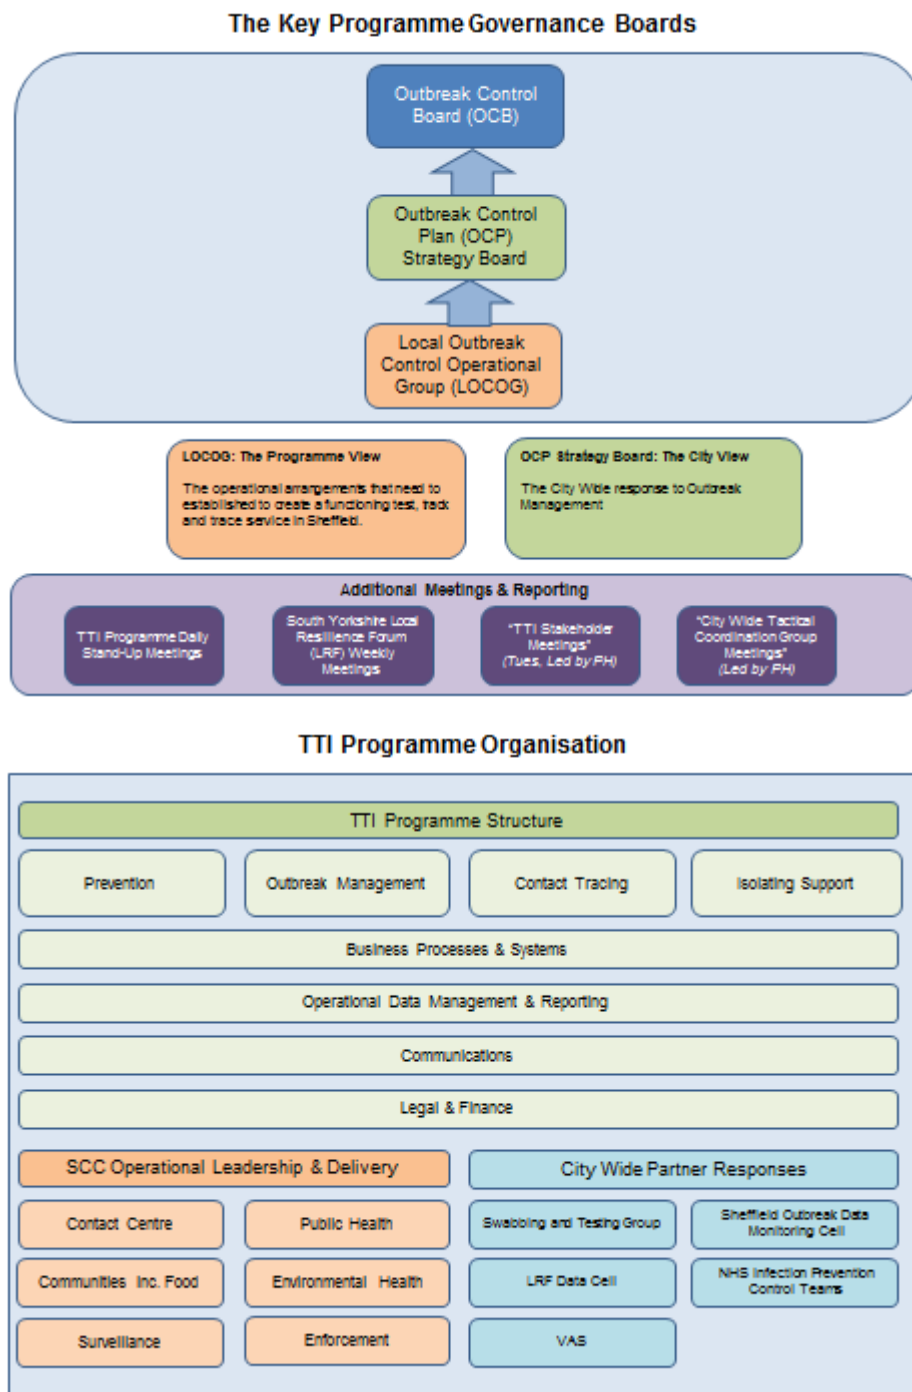 The Key Programme Governance Boards
Outbreak Control
Board (OCB)
Outbreak Control
Plan (OCP)
Strategy Board
Local Outbreak
Control Operational
Group (LOCOG)
LOCOG: The Programme View
The operational arrangements that need to
established to create a functioning test, track
and trace service in Sheffield.
OCP Strategy Board: The City View
The City Wide response to Outbreak
Management
Additional Meetings & Reporting
TTI Programme Daily
Stand-Up Meetings
South Yorkshire Local
Resilience Forum
(LRF) Weekly
Meetings
"TTI Stakeholder
Meetings"
(Tues, Led by PH)
"City Wide Tactical
Coordination Group
Meetings"
(Led by PH)
TTI Programme Organisation
TTI Programme Structure
Prevention
Outbreak Management
Contact Tracing
Isolating Support
Business Processes & Systems
Operational Data Management & Reporting
Communications
Legal & Finance
SCC Operational Leadership & Delivery
City Wide Partner Responses
Contact Centre
Public Health
Swabbing and Testing Group
Sheffield Outbreak Data
Monitoring Cell
Communities Inc. Food
Environmental Health
LRF Data Cell
NHS Infection Prevention
Control Teams
Surveillance
Enforcement
VAS